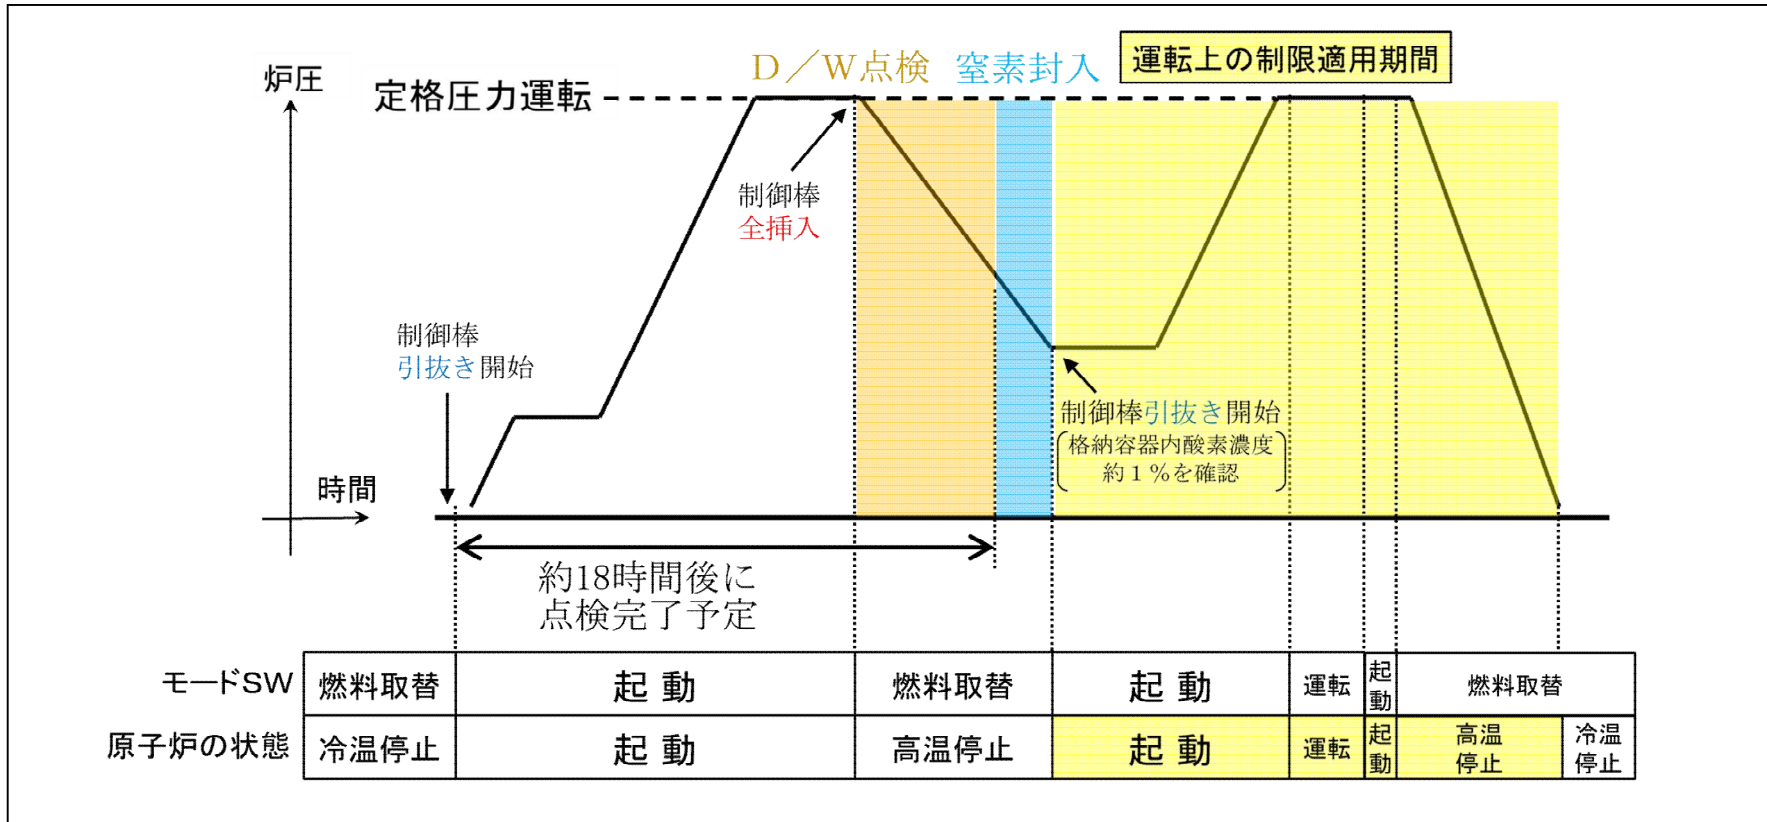 炉圧
定格圧力運転
D／W点検
窒素封入
運転上の制限適用期間
制御棒
全挿入
制御棒
引抜き開始
制御棒引抜き開始
格納容器内酸素濃度
約１％を確認
時間
約18時間後に
点検完了予定
モードSW 燃料取替 起動 燃料取替 起動 運転 起動 燃料取替
原子炉の状態 冷温停止 起動 高温停止 起動 運転 起動 高温停止 冷温停止